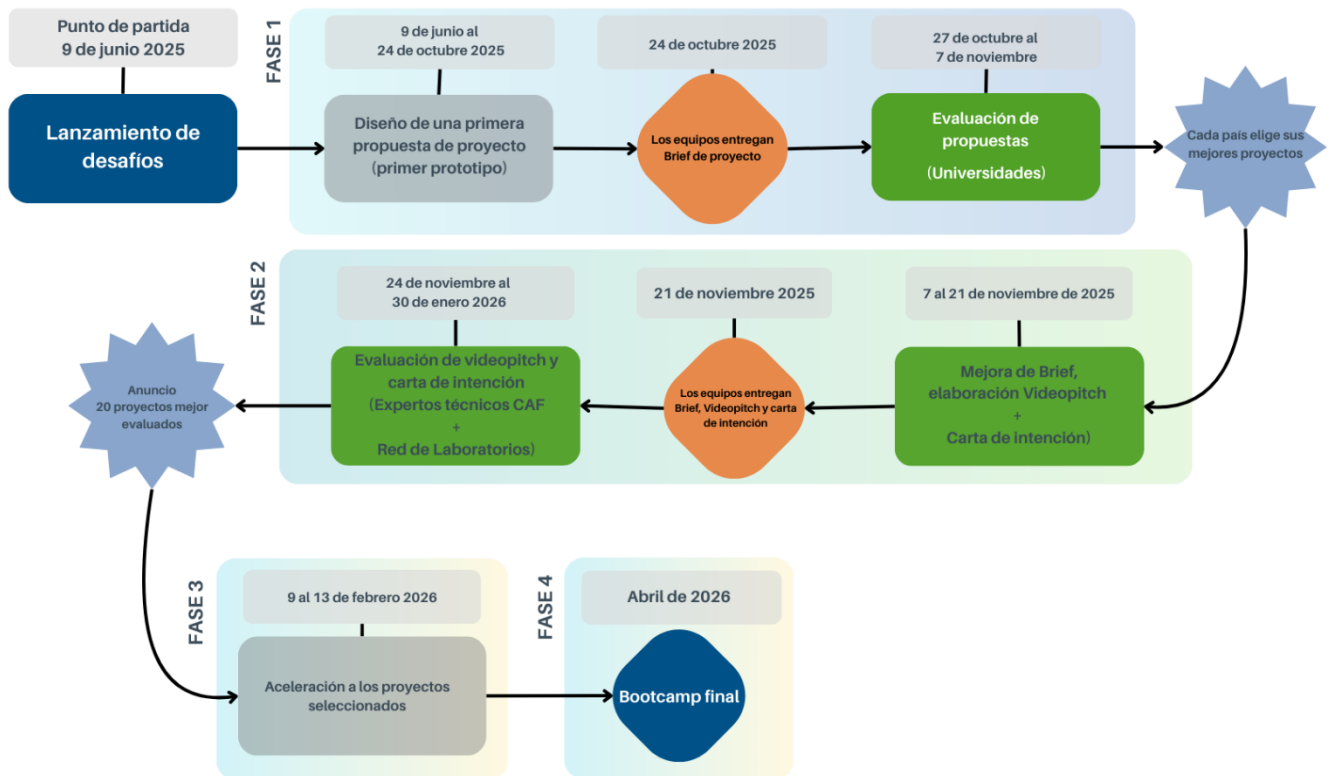 Punto de partida
9 de junio 2025
Lanzamiento de
desafíos
FASE 1
9 de junio al
24 de octubre 2025
Diseño de una primera
propuesta de proyecto
(primer prototipo)
24 de octubre 2025
Los equipos entregan
Brief de proyecto
27 de octubre al
7 de noviembre
Evaluación de
propuestas
(Universidades)
Cada país elige sus
mejores proyectos
FASE 2
7 al 21 de noviembre de 2025
Mejora de Brief,
elaboración Videopitch
+
Carta de intención)
21 de noviembre 2025
Los equipos entregan
Brief, Videopitch y carta
de intención
24 de noviembre al
30 de enero 2026
Evaluación de videopitch y
carta de intención
(Expertos técnicos CAF
+
Red de Laboratorios)
Anuncio
20 proyectos mejor
evaluados
FASE 3
9 al 13 de febrero 2026
Aceleración a los proyectos
seleccionados
FASE 4
Abril de 2026
Bootcamp final